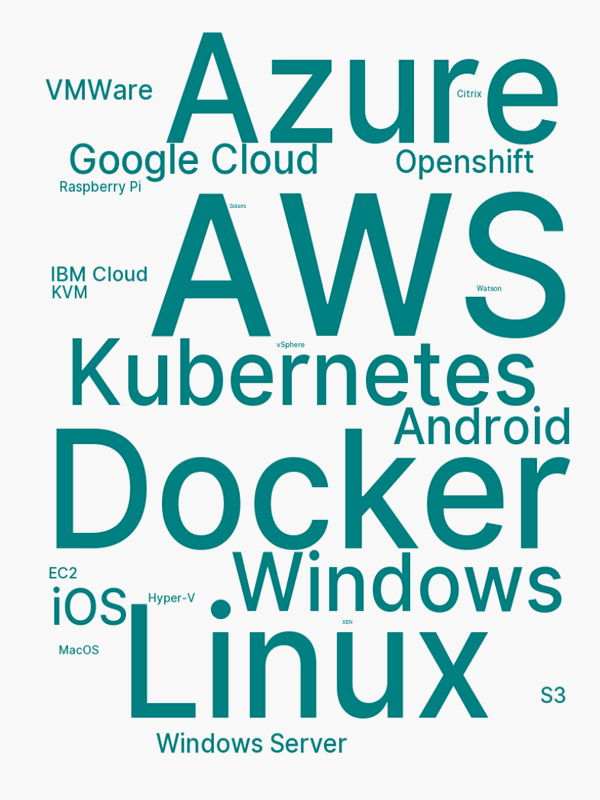 Azure
VMWare
Citrix
Google Cloud
Openshift
Raspberry Pi
AWS
Solaris
IBM Cloud
Watson
KVM
vSphere
Kubernetes
Android
Docker
Windows
EC2
iOS
Hyper-V
Linux
XEN
MacOS
S3
Windows Server